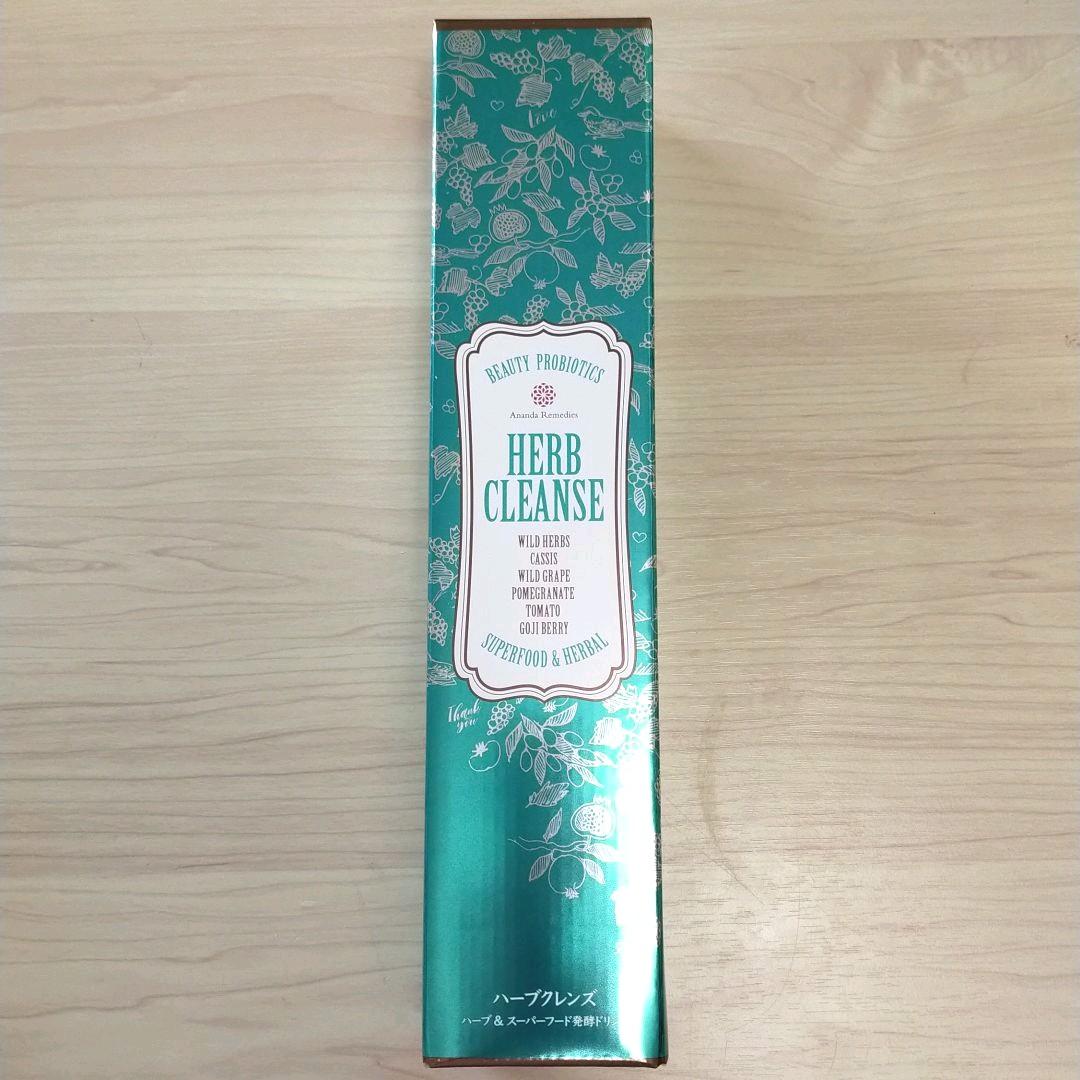 Love
BEAUTY PROBIOTICS
Ananda Remedies
HERB
CLEANSE
WILD HERBS
CASSIS
WILD GRAPE
POMEGRANATE
TOMATO
GOJI BERRY
SUPERFOOD & HERBAL
Thank
you
ハーブクレンズ
ハーブ & スーパーフード発酵ドリ